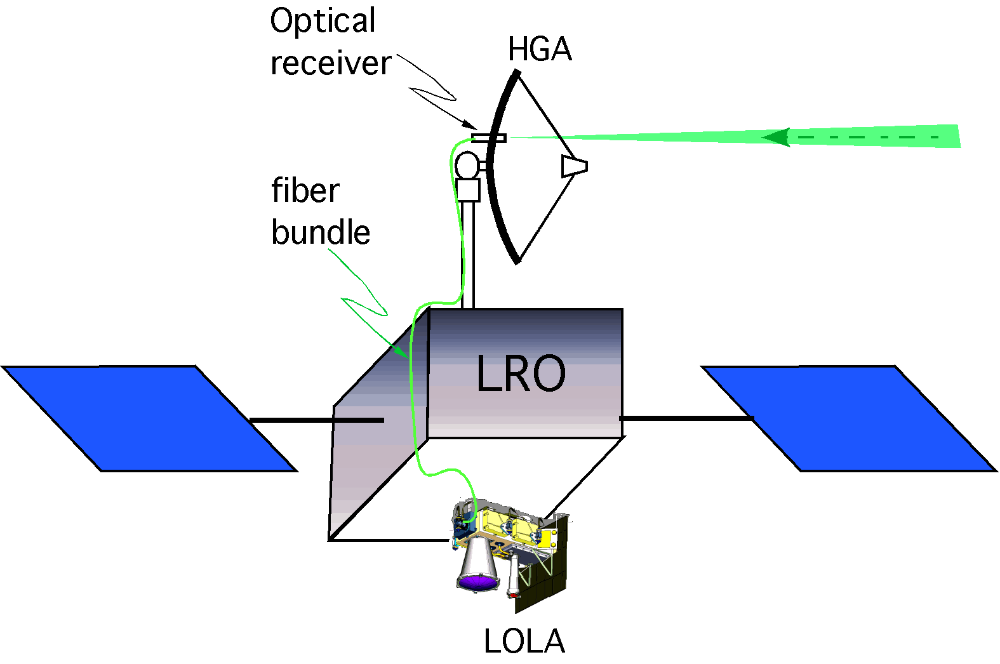 Optical
receiver
HGA
fiber
bundle
LRO
LOLA